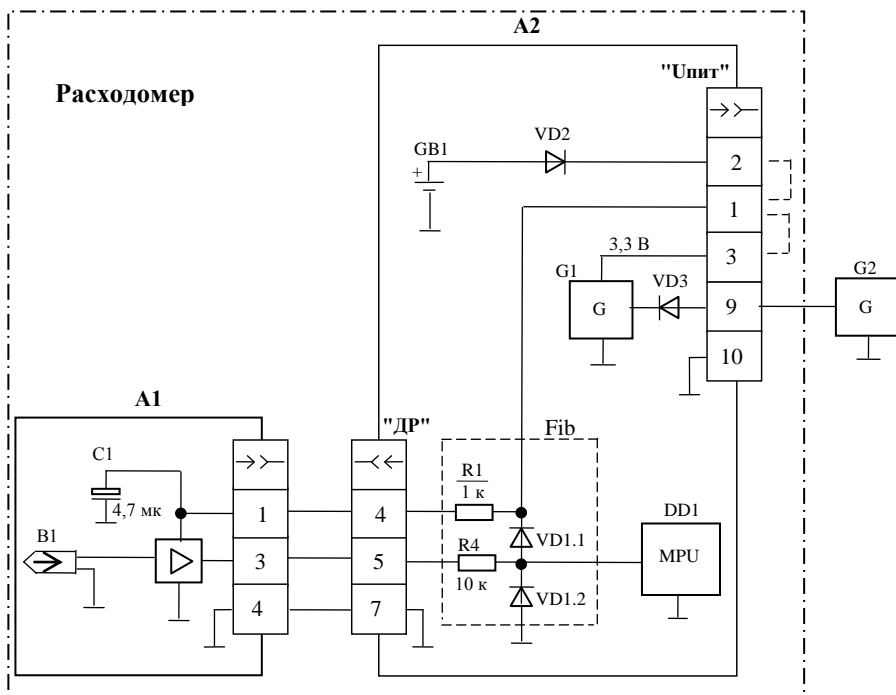 A2
"Uпит"
Расходомер
VD2
GB1
+
2
1
3,3 В
3
G1
VD3
G2
G
9
G
10
A1
"ДР"
Fib
C1
R1
1 к
4,7 мк
1
4
DD1
B1
VD1.1
R4
MPU
3
5
10 к
VD1.2
4
7